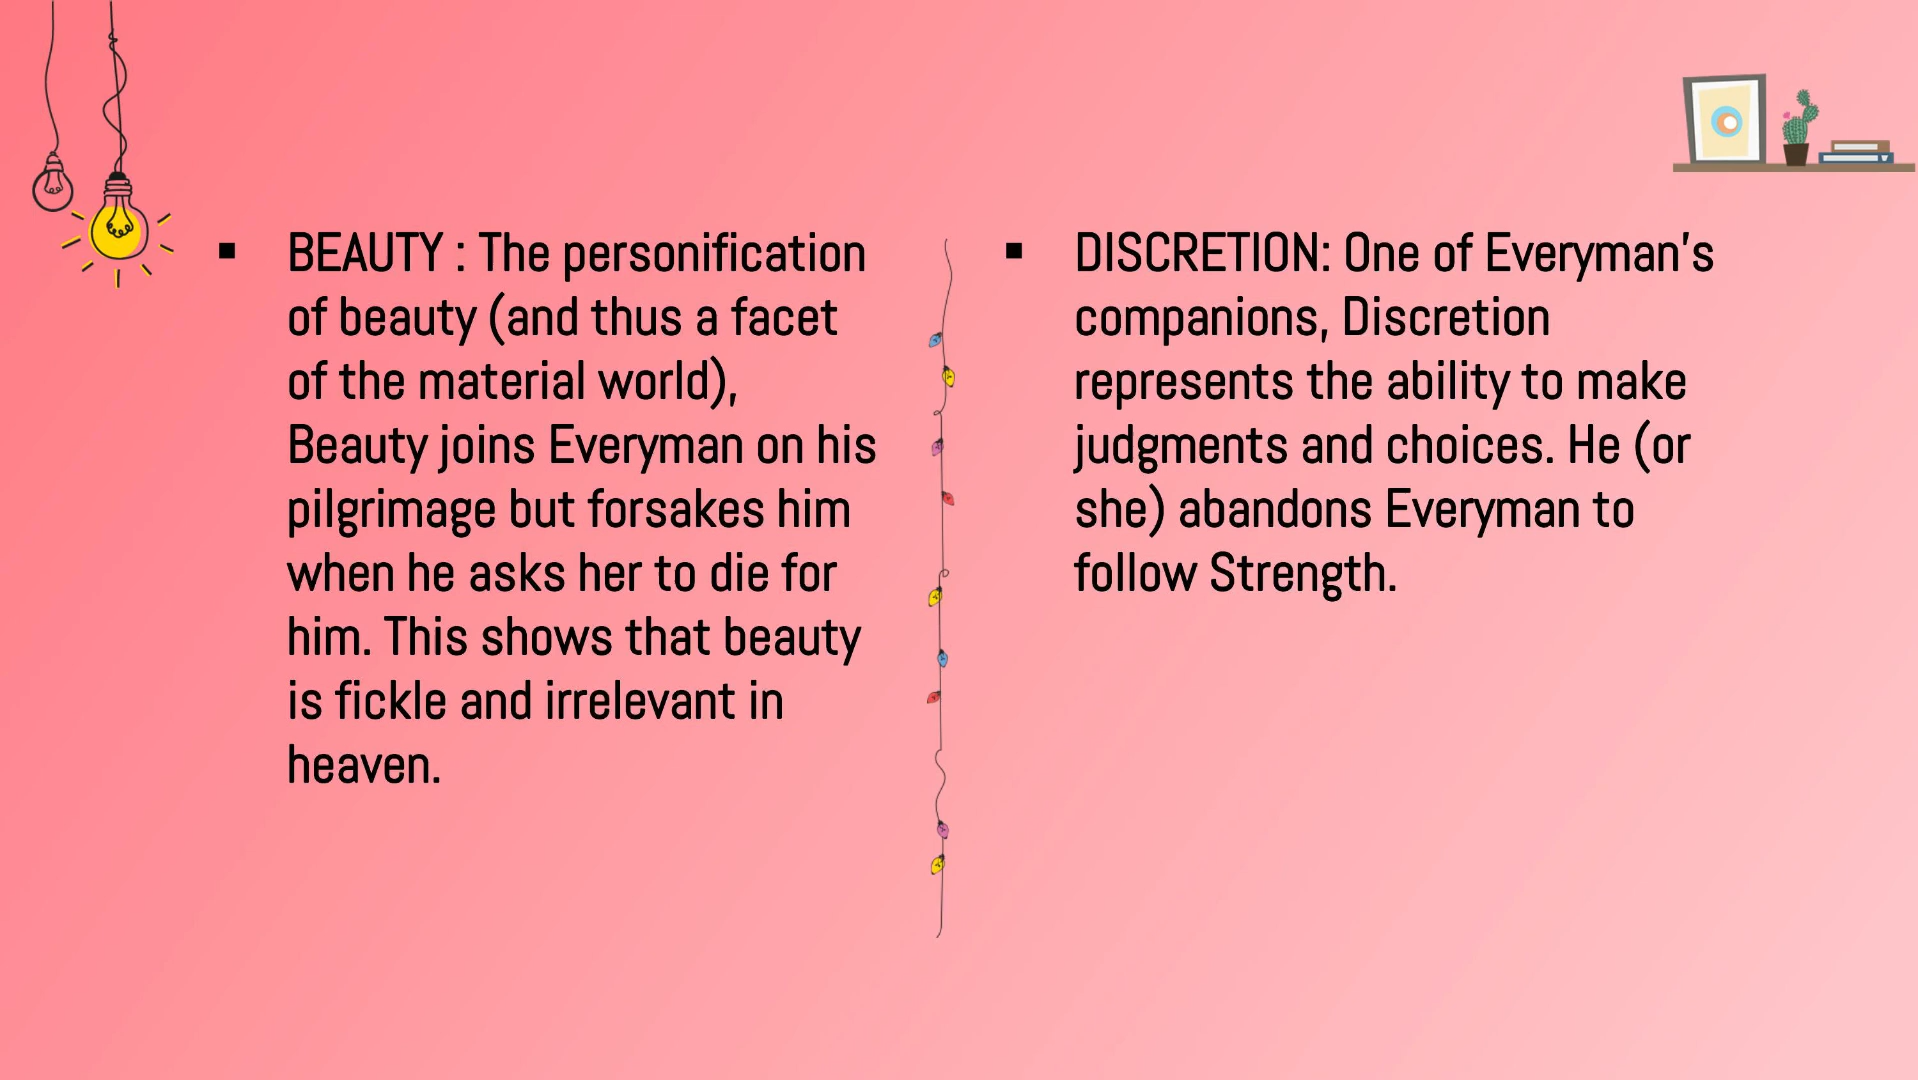 ▪ BEAUTY : The personification
of beauty (and thus a facet
of the material world),
Beauty joins Everyman on his
pilgrimage but forsakes him
when he asks her to die for
him. This shows that beauty
is fickle and irrelevant in
heaven.
▪ DISCRETION: One of Everyman's
companions, Discretion
represents the ability to make
judgments and choices. He (or
she) abandons Everyman to
follow Strength.